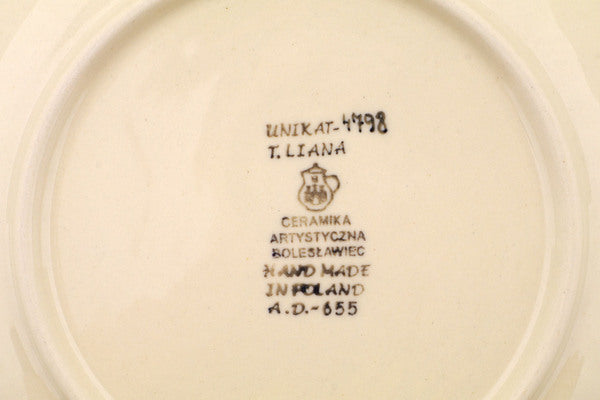 UNIKAT-4798
T. LIANA
CERAMIKA
ARTYSTYCZNA
BOLESŁAWIEC
HAND MADE
IN POLAND
A.D.-655